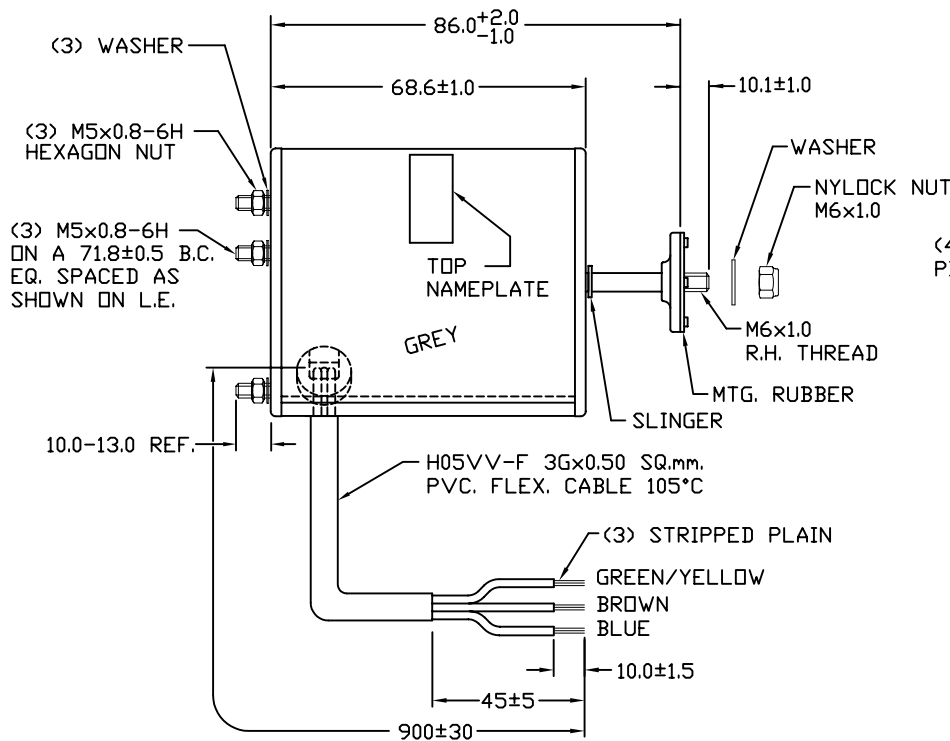 86.0+2.0
-1.0
(3) WASHER
68.6±1.0
10.1±1.0
(3) M5x0.8-6H
HEXAGON NUT
WASHER
NYLOCK NUT
M6x1.0
(3) M5x0.8-6H
ON A 71.8±0.5 B.C.
EQ. SPACED AS
SHOWN ON L.E.
TOP
NAMEPLATE
GREY
M6x1.0
R.H. THREAD
MTG. RUBBER
SLINGER
10.0-13.0 REF.
H05VV-F 3Gx0.50 SQ.mm.
PVC. FLEX. CABLE 105°C
(3) STRIPPED PLAIN
GREEN/YELLOW
BROWN
BLUE
10.0±1.5
45±5
900±30